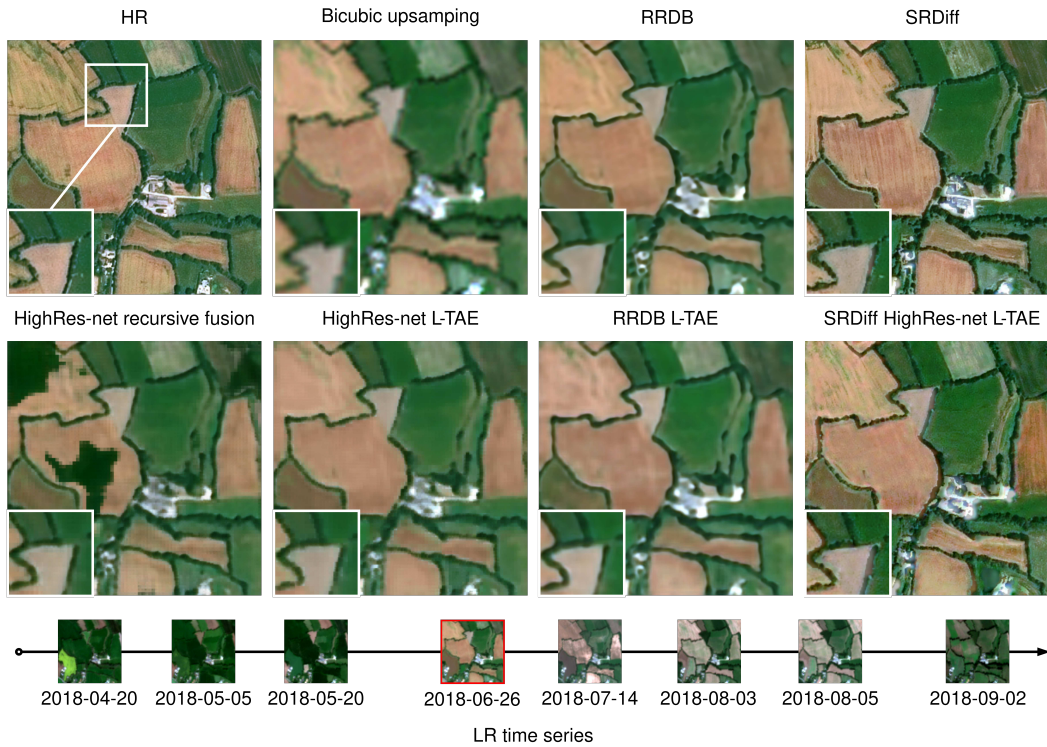 HR
Bicubic upsamping
RRDB
SRDiff
HighRes-net recursive fusion
HighRes-net L-TAE
RRDB L-TAE
SRDiff HighRes-net L-TAE
2018-04-20
2018-05-05
2018-05-20
2018-06-26
2018-07-14
2018-08-03
2018-08-05
2018-09-02
LR time series